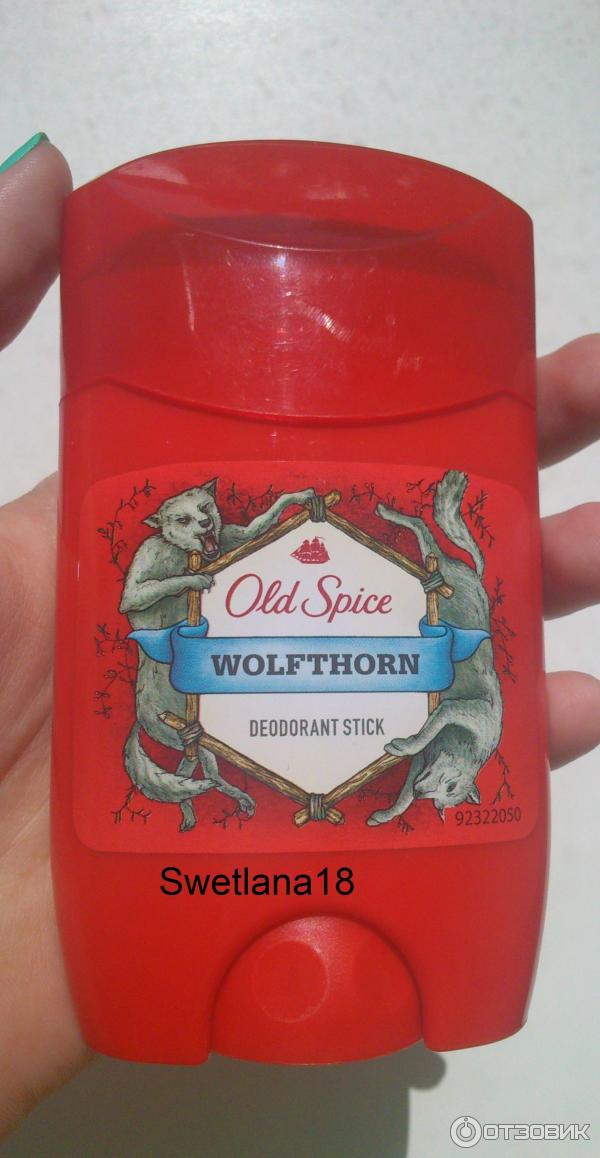 Old Spice
WOLFTHORN
DEODORANT STICK
92322050
Swetlana18
ОТЗОВИК